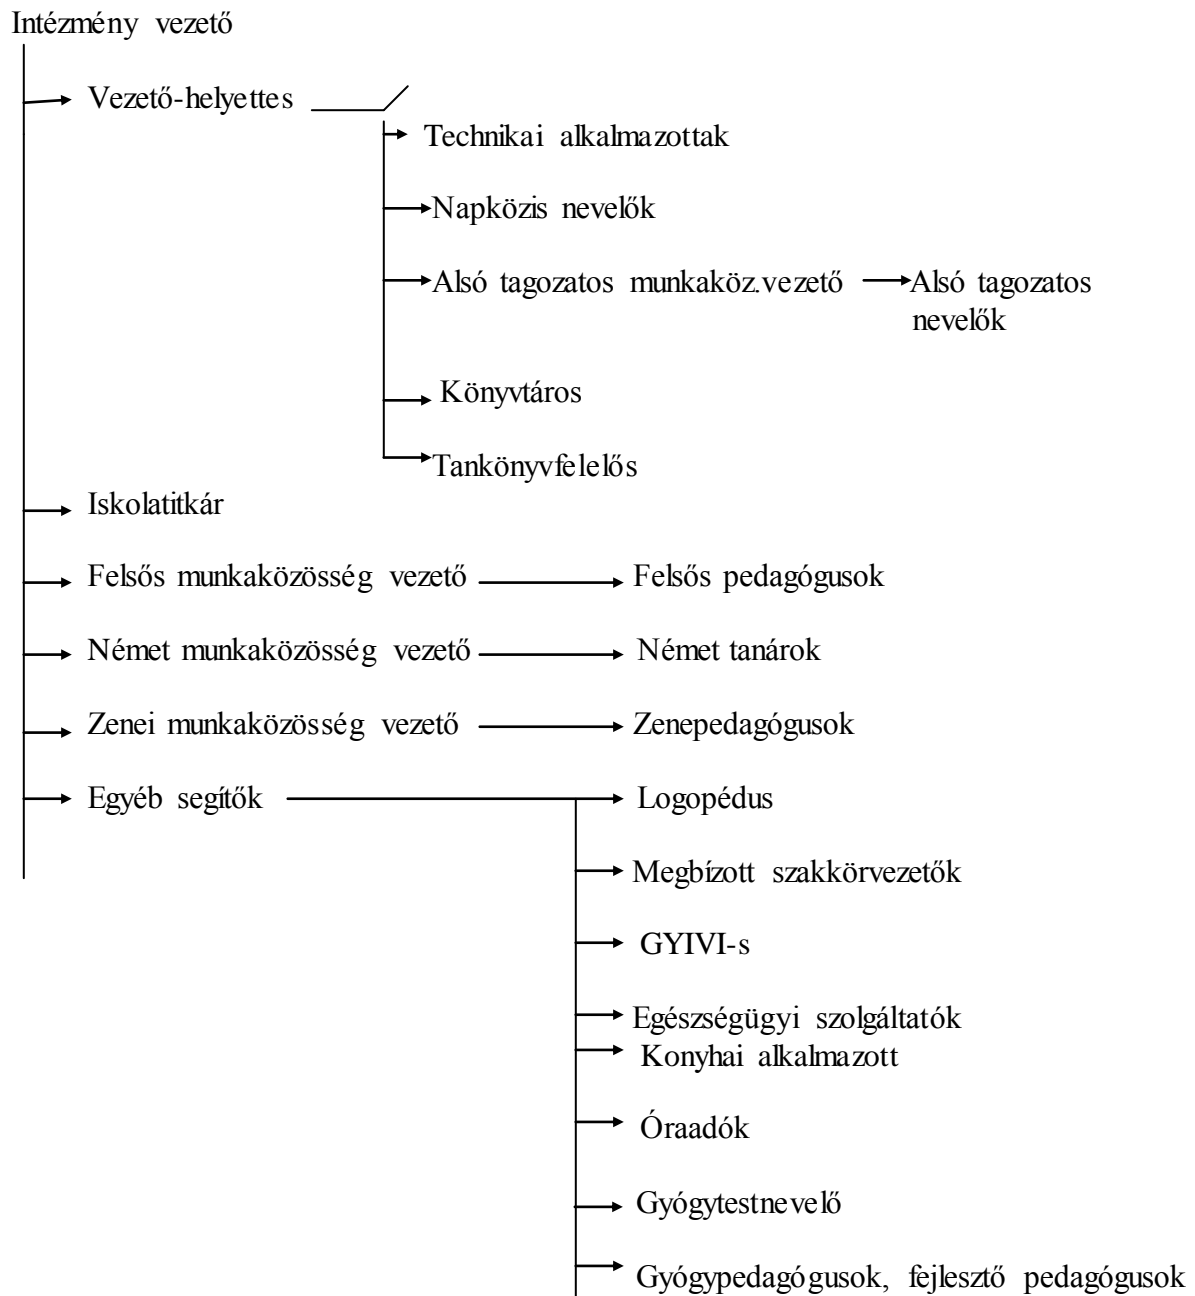 Intézmény vezető
Vezető-helyettes
Technikai alkalmazottak
Napközis nevelők
Alsó tagozatos munkaköz.vezető
Alsó tagozatos
nevelők
Könyvtáros
Tankönyvfelelős
Iskolatitkár
Felsős munkaközösség vezető
Felsős pedagógusok
Német munkaközösség vezető
Német tanárok
Zenei munkaközösség vezető
Zenepedagógusok
Egyéb segítők
Logopédus
Megbízott szakkörvezetők
GYIVI-s
Egészségügyi szolgáltatók
Konyhai alkalmazott
Óraadók
Gyógytestnevelő
Gyógypedagógusok, fejlesztő pedagógusok